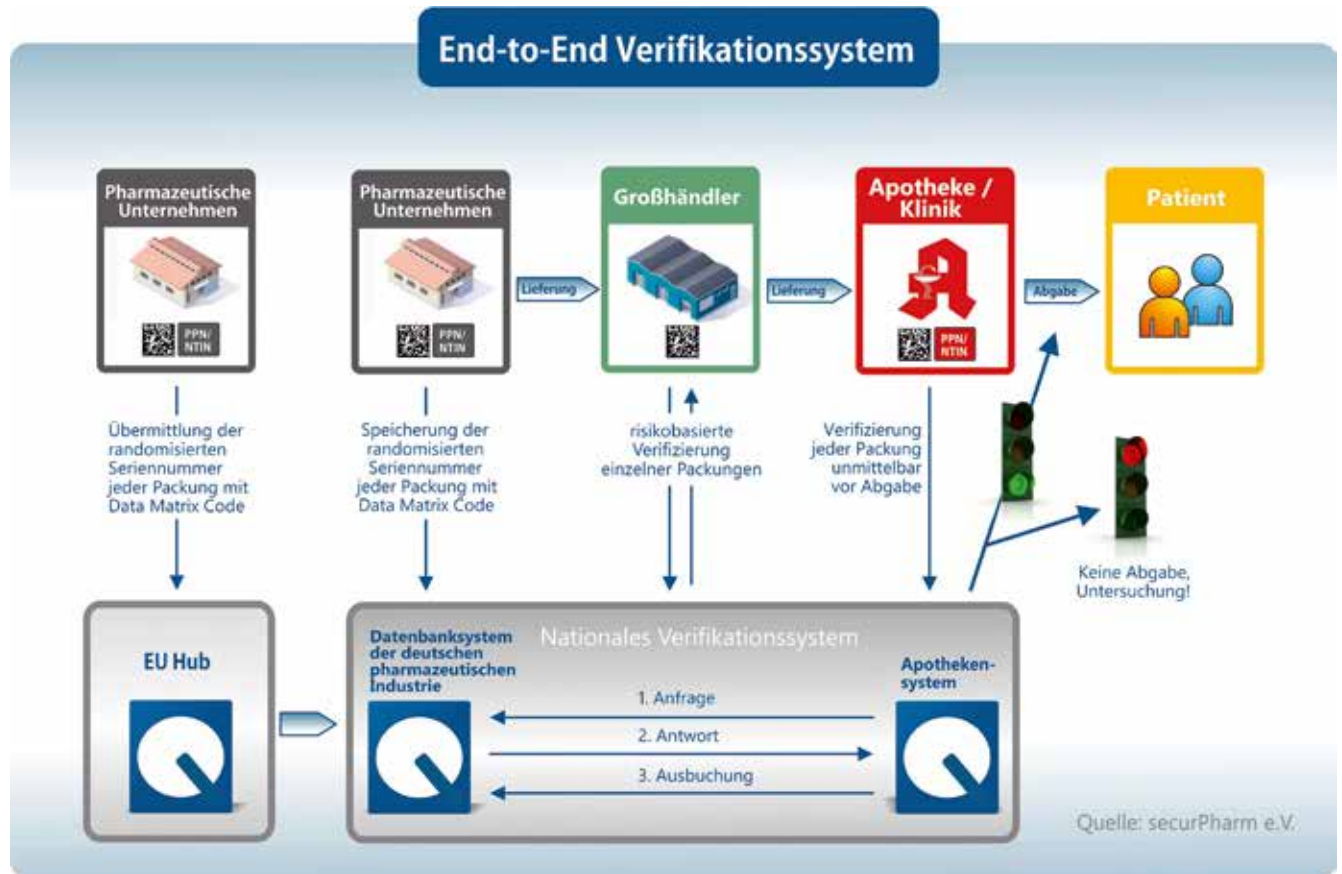 End-to-End Verifikationssystem
Pharmazeutische
Unternehmen
PPN/
NTIN
Pharmazeutische
Unternehmen
PPN/
NTIN
Lieferung
Großhändler
Lieferung
Apotheke /
Klinik
PPN/
NTIN
Abgabe
Patient
Übermittlung der
randomisierten
Seriennummer
jeder Packung mit
Data Matrix Code
Speicherung der
randomisierten
Seriennummer
jeder Packung mit
Data Matrix Code
risikobasierte
Verifizierung
einzelner Packungen
Verifizierung
jeder Packung
unmittelbar
vor Abgabe
Keine Abgabe,
Untersuchung!
EU Hub
Datenbanksystem
der deutschen
pharmazeutischen
Industrie
Nationales Verifikationssystem
Apotheken-
system
1. Anfrage
2. Antwort
3. Ausbuchung
Quelle: securPharm e.V.